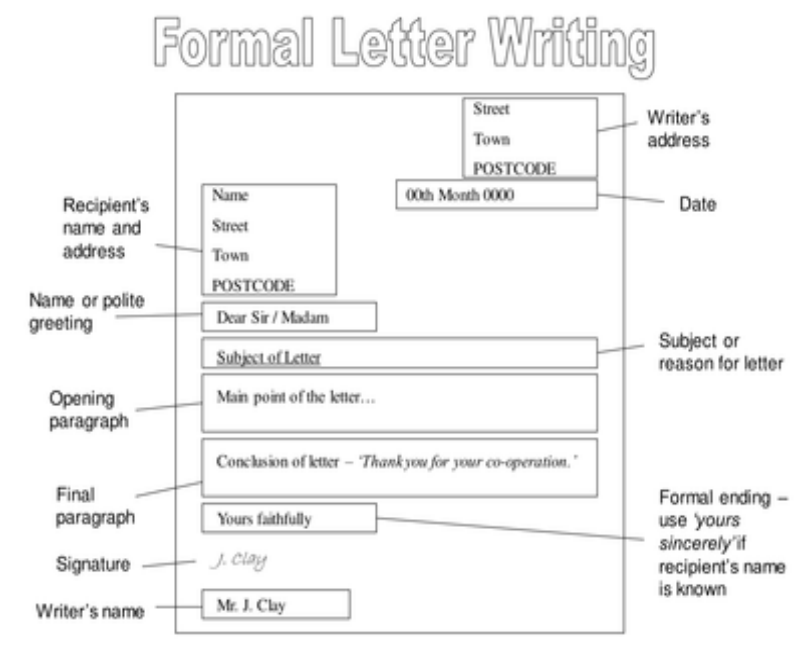 Formal Letter Writing
Street
Town
POSTCODE
Writer's
address
00th Month 0000
Date
Recipient's
name and
address
Name
Street
Town
POSTCODE
Name or polite
greeting
Dear Sir / Madam
Subject of Letter
Subject or
reason for letter
Opening
paragraph
Main point of the letter…
Final
paragraph
Conclusion of letter – 'Thank you for your co-operation.'
Yours faithfully
Formal ending –
use 'yours
sincerely' if
recipient's name
is known
Signature
J. Clay
Writer's name
Mr. J. Clay